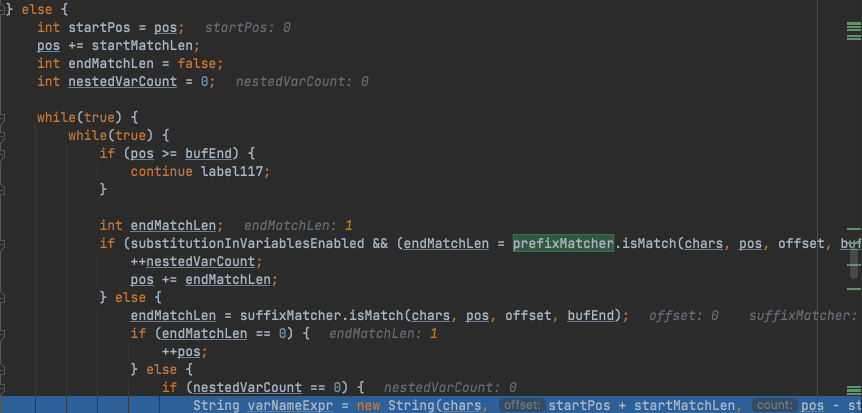 } else {
int startPos = pos; startPos: 0
pos += startMatchLen;
int endMatchLen = false;
int nestedVarCount = 0; nestedVarCount: 0
while(true) {
while(true) {
if (pos >= bufEnd) {
continue label117;
}
int endMatchLen; endMatchLen: 1
if (substitutionInVariablesEnabled && (endMatchLen = prefixMatcher.isMatch(chars, pos, offset, buf
++nestedVarCount;
pos += endMatchLen;
} else {
endMatchLen = suffixMatcher.isMatch(chars, pos, offset, bufEnd); offset: 0 suffixMatcher:
if (endMatchLen == 0) { endMatchLen: 1
++pos;
} else {
if (nestedVarCount == 0) { nestedVarCount: 0
String varNameExpr = new String(chars, offset: startPos + startMatchLen, count: pos - st